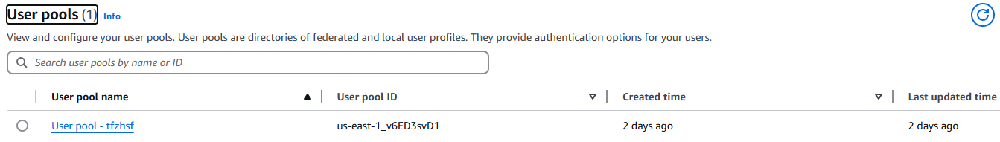 User pools (1) Info
View and configure your user pools. User pools are directories of federated and local user profiles. They provide authentication options for your users.
Search user pools by name or ID
User pool name User pool ID Created time Last updated time
User pool - tfzhsf us-east-1_v6ED3svD1 2 days ago 2 days ago